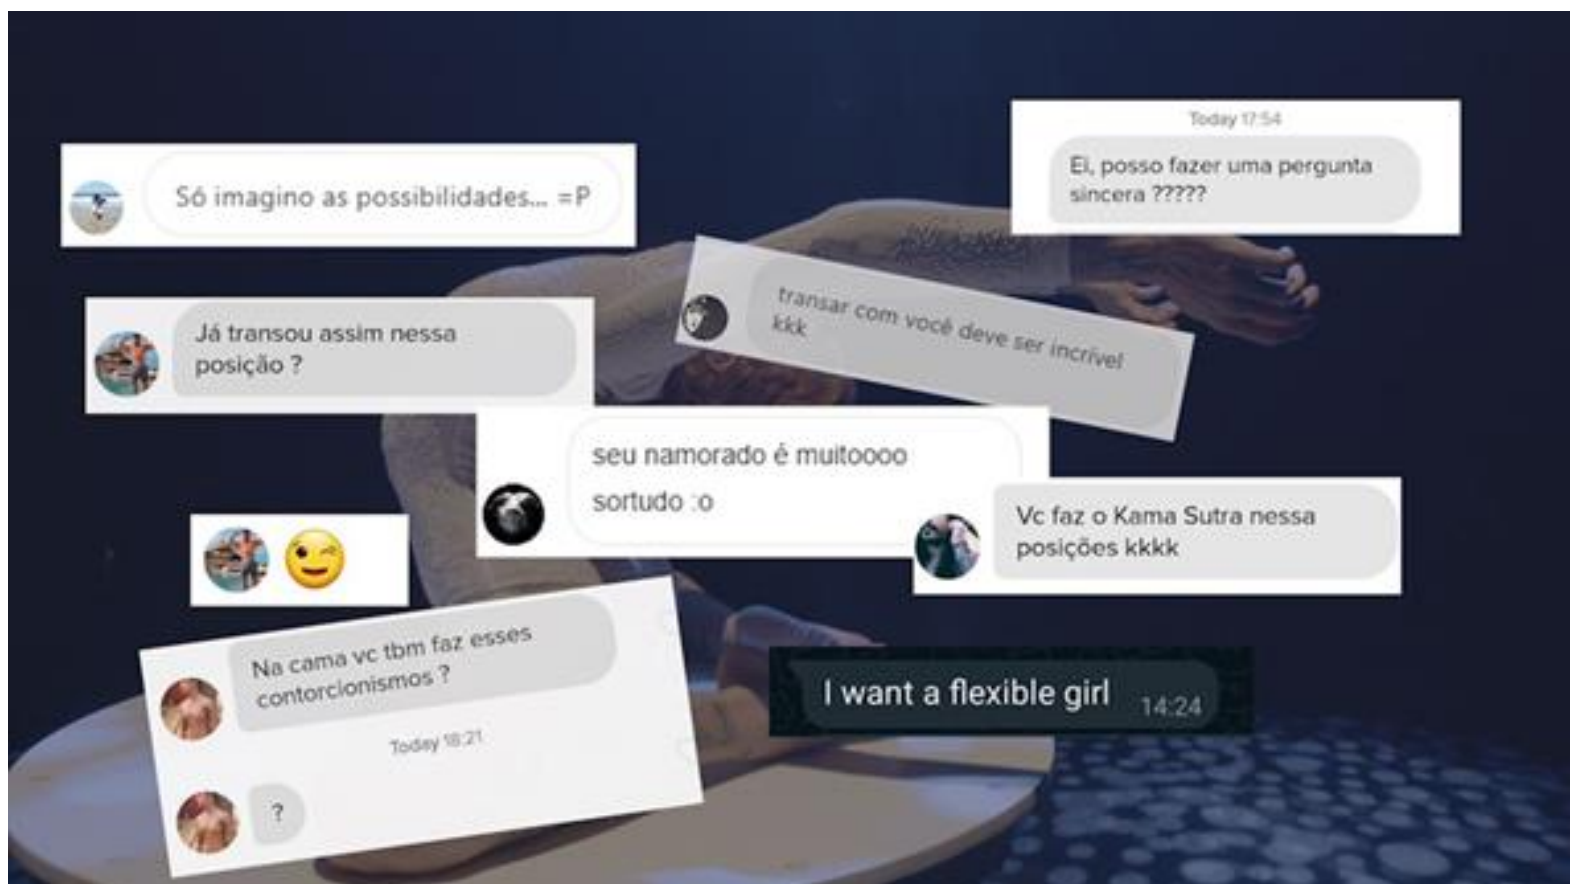 Só imagino as possibilidades... =P
Today 17:54
Ei, posso fazer uma pergunta
sincera ?????
Já transou assim nessa
posição ?
transar com você deve ser incrível
kkk
seu namorado é muitoooo
sortudo :o
Vc faz o Kama Sutra nessa
posições kkkk
Na cama vc tbm faz esses
contorcionismos ?
Today 18:21
?
I want a flexible girl
14:24